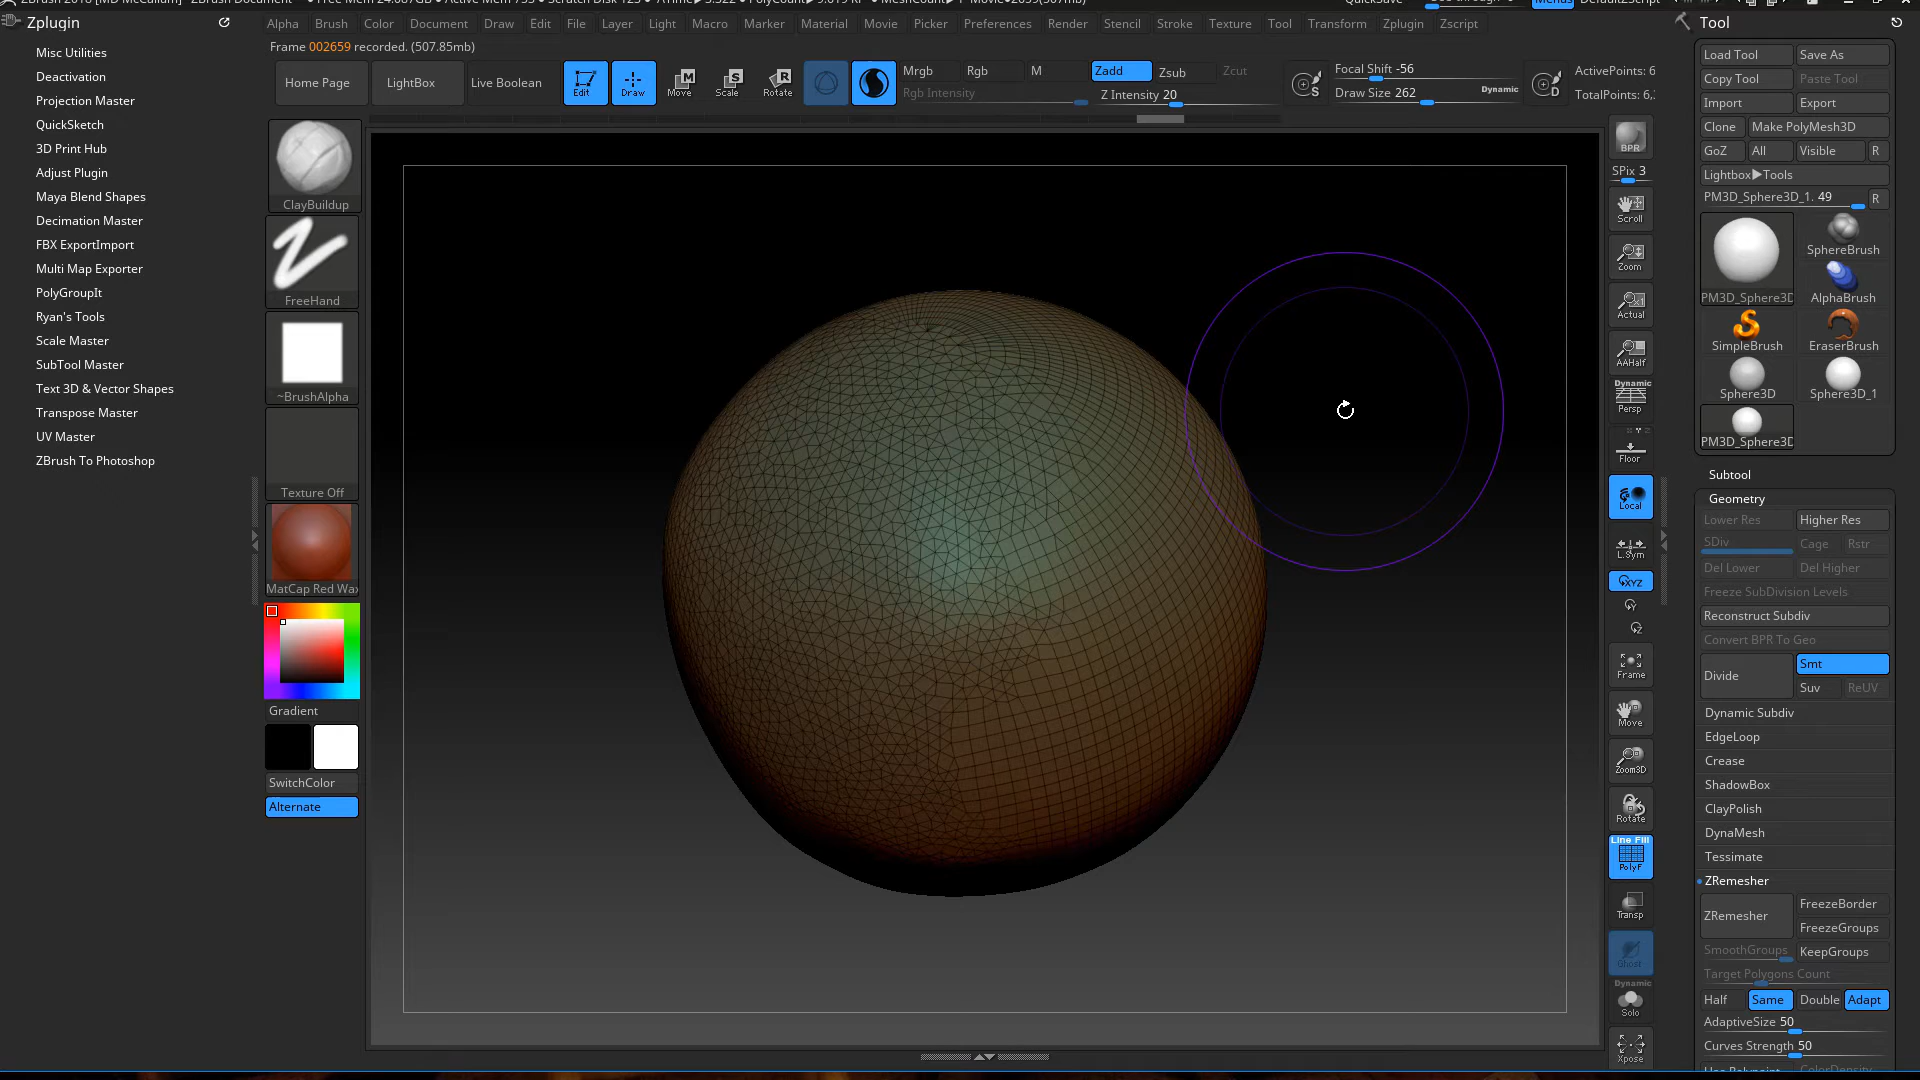 Zplugin
Alpha Brush Color Document Draw Edit File Layer Light Macro Marker Material Movie Picker Preferences Render Stencil Stroke Texture Tool Transform Zplugin Zscript
Tool
Frame 002659 recorded. (507.85mb)
Misc Utilities
Deactivation
Projection Master
QuickSketch
3D Print Hub
Adjust Plugin
Maya Blend Shapes
Decimation Master
FBX ExportImport
Multi Map Exporter
PolyGroupIt
Ryan's Tools
Scale Master
SubTool Master
Text 3D & Vector Shapes
Transpose Master
UV Master
ZBrush To Photoshop
Home Page
LightBox
Live Boolean
Edit
Draw
Move
Scale
Rotate
Mrgb Rgb M
Rgb Intensity
Zadd Zsub Zcut
Z Intensity 20
Focal Shift -56
Draw Size 262
Dynamic
ActivePoints: 6
TotalPoints: 6,
ClayBuildup
FreeHand
~BrushAlpha
Texture Off
MatCap Red Wax
Gradient
SwitchColor
Alternate
BPR
SPix 3
Scroll
Zoom
Actual
AAHalf
Dynamic
Persp
Floor
Local
L.Sym
XYZ
Frame
Move
Zoom3D
Rotate
Line Fill
PolyF
Transp
Ghost
Dynamic
Solo
Xpose
Load Tool Save As
Copy Tool Paste Tool
Import Export
Clone Make PolyMesh3D
GoZ All Visible R
Lightbox▶Tools
PM3D_Sphere3D_1. 49 R
SphereBrush
PM3D_Sphere3D AlphaBrush
SimpleBrush EraserBrush
Sphere3D Sphere3D_1
PM3D_Sphere3D
Subtool
Geometry
Lower Res Higher Res
SDiv Cage Rstr
Del Lower Del Higher
Freeze SubDivision Levels
Reconstruct Subdiv
Convert BPR To Geo
Divide Smt
Suv ReUV
Dynamic Subdiv
EdgeLoop
Crease
ShadowBox
ClayPolish
DynaMesh
Tessimate
ZRemesher
ZRemesher FreezeBorder
FreezeGroups
SmoothGroups KeepGroups
Target Polygons Count
Half Same Double Adapt
AdaptiveSize 50
Curves Strength 50